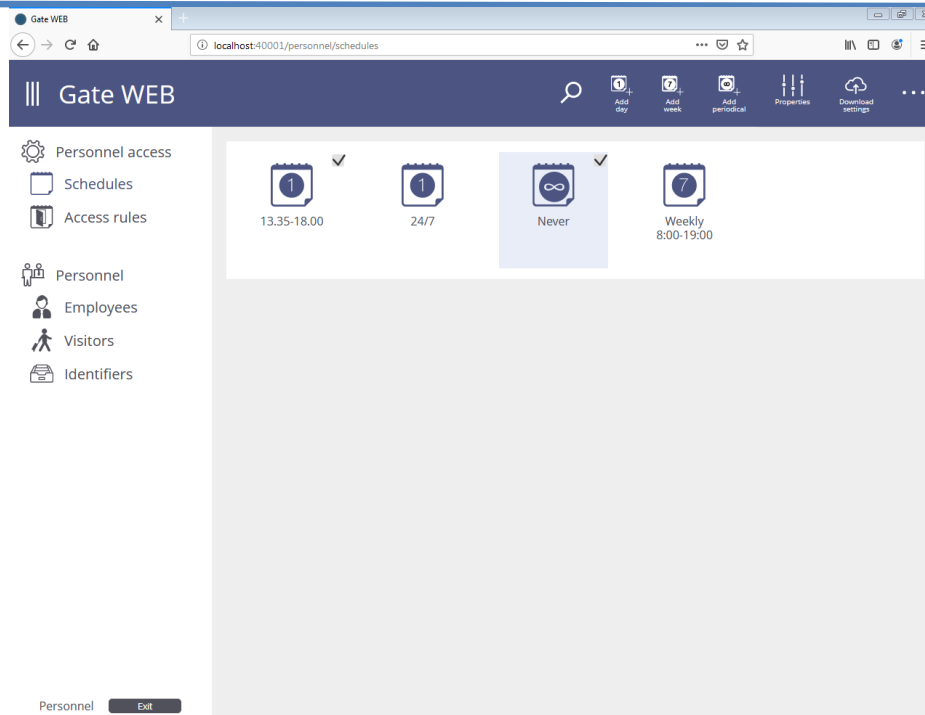 Gate WEB
localhost:40001/personnel/schedules
Gate WEB
Add
day
Add
week
Add
periodical
Properties
Download
settings
Personnel access
Schedules
Access rules
Personnel
Employees
Visitors
Identifiers
1
13.35-18.00
1
24/7
∞
Never
7
Weekly
8:00-19:00
Personnel
Exit